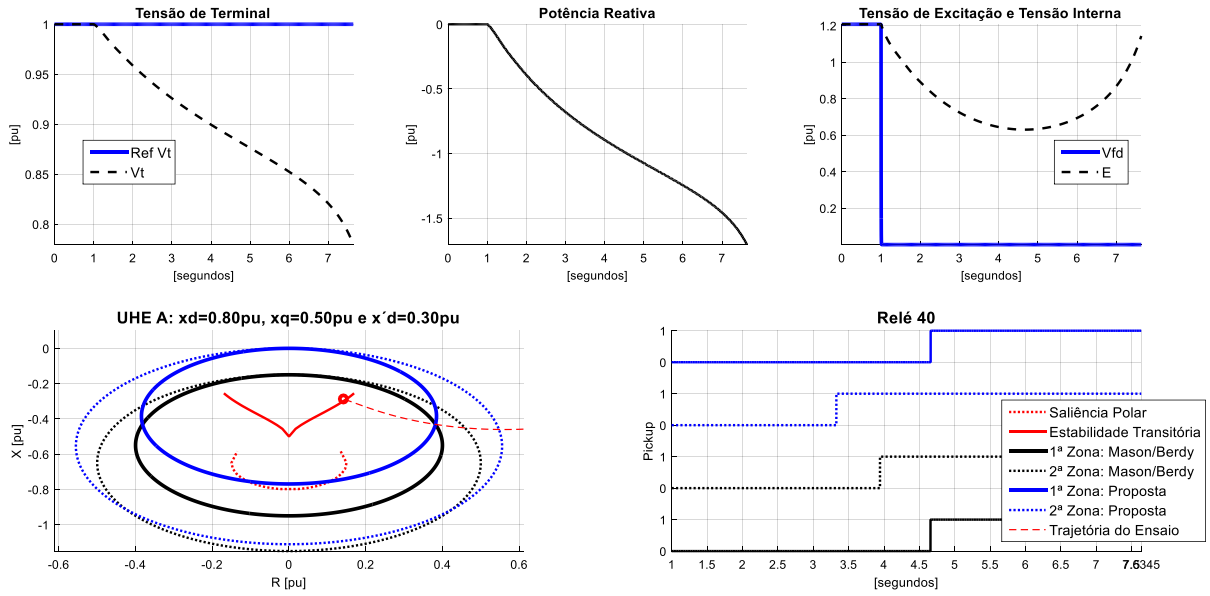 Tensão de Terminal
1
0.95
0.9
0.85
0.8
[pu]
Ref Vt
Vt
0 1 2 3 4 5 6 7
[segundos]
Potência Reativa
0
-0.5
-1
-1.5
[pu]
0 1 2 3 4 5 6 7
[segundos]
Tensão de Excitação e Tensão Interna
1.2
1
0.8
0.6
0.4
0.2
[pu]
Vfd
E
0 1 2 3 4 5 6 7
[segundos]
UHE A: xd=0.80pu, xq=0.50pu e x´d=0.30pu
0
-0.2
-0.4
-0.6
-0.8
-1
X [pu]
-0.6 -0.4 -0.2 0 0.2 0.4 0.6
R [pu]
Relé 40
1
0
1
0
1
0
1
0
Pickup
Saliência Polar
Estabilidade Transitória
1ª Zona: Mason/Berdy
2ª Zona: Mason/Berdy
1ª Zona: Proposta
2ª Zona: Proposta
Trajetória do Ensaio
1 1.5 2 2.5 3 3.5 4 4.5 5 5.5 6 6.5 7
[segundos]